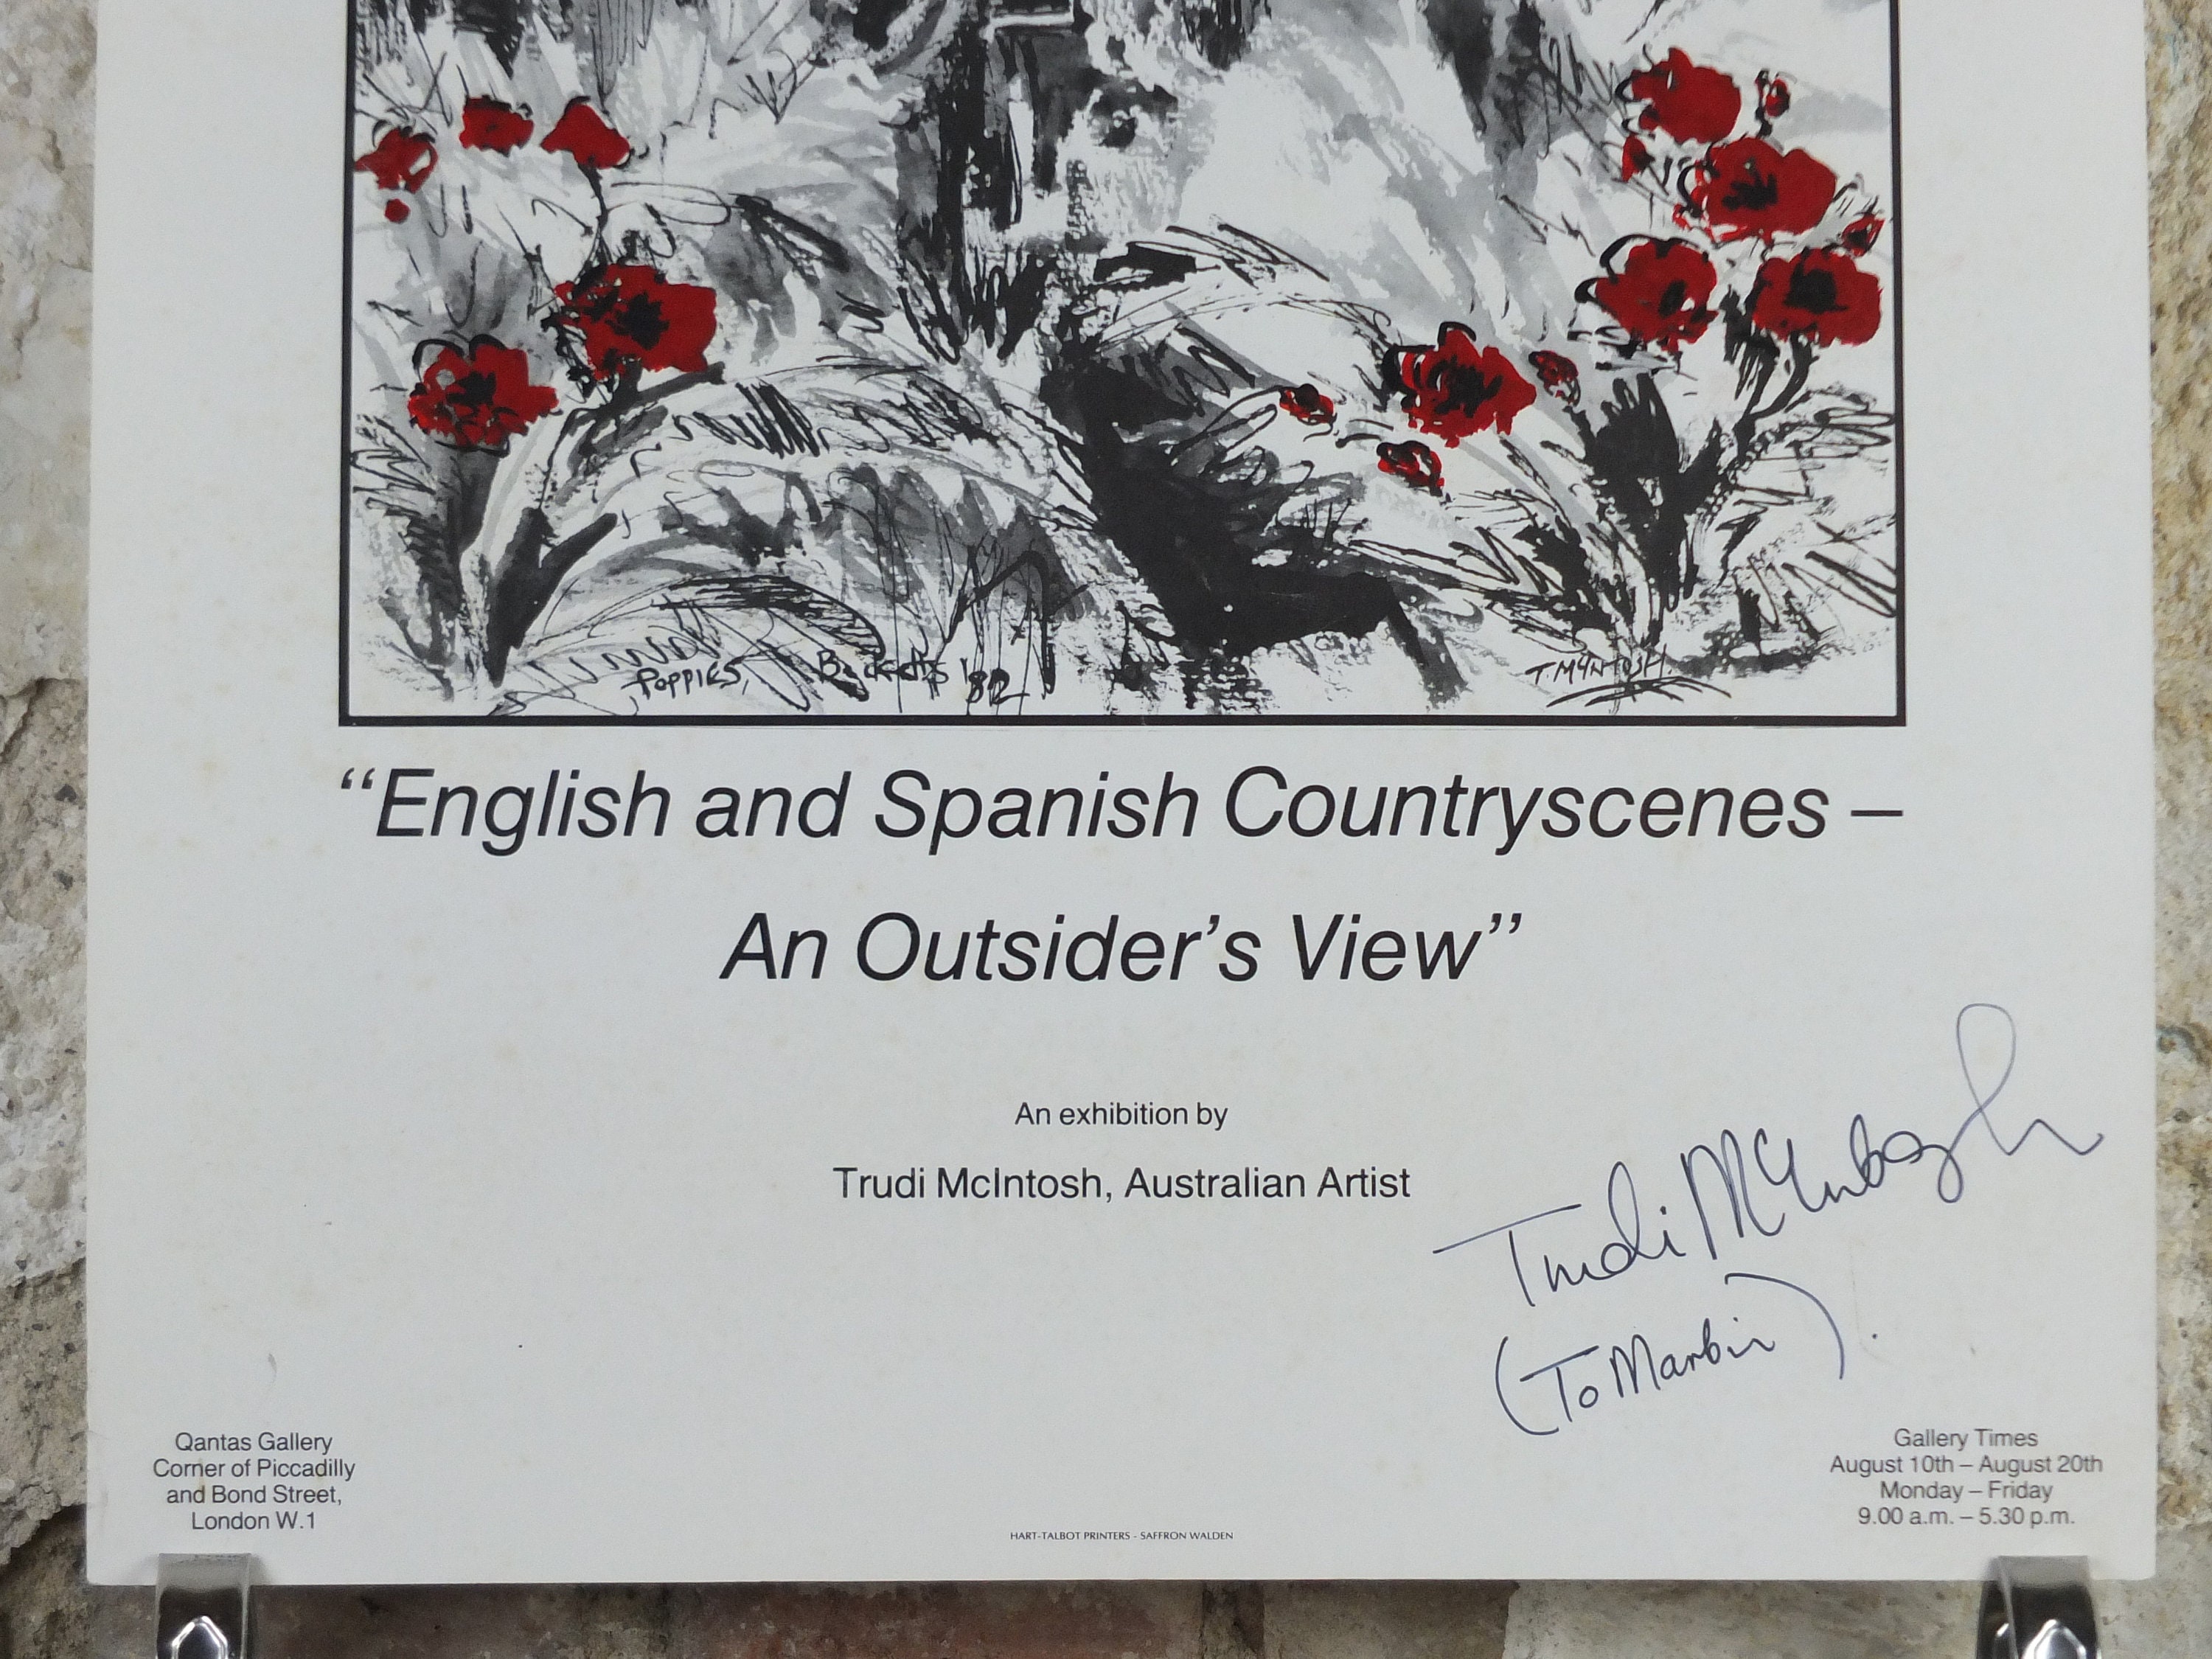 Poppies, '82
T. McINTOSH.
“English and Spanish Countryscenes –
An Outsider’s View”
An exhibition by
Trudi McIntosh, Australian Artist
Trudi McIntosh
(To Martin).
Qantas Gallery
Corner of Piccadilly
and Bond Street,
London W.1
HART-TALBOT PRINTERS - SAFFRON WALDEN
Gallery Times
August 10th – August 20th
Monday – Friday
9.00 a.m. – 5.30 p.m.